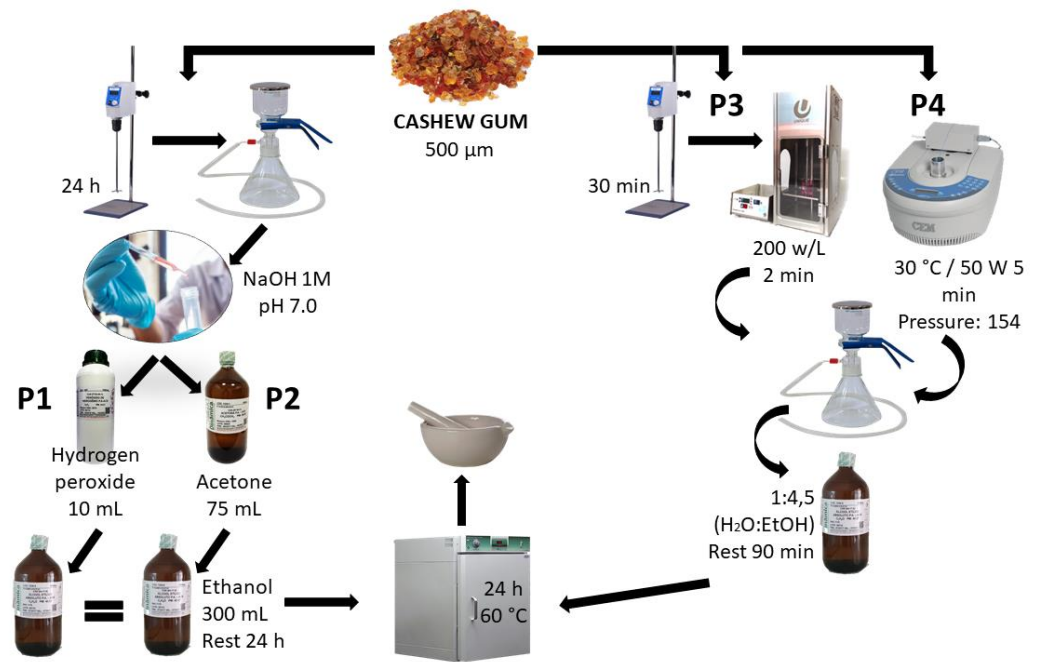 CASHEW GUM
500 µm
24 h
NaOH 1M
pH 7.0
P1
P2
Hydrogen
peroxide
10 mL
Acetone
75 mL
Ethanol
300 mL
Rest 24 h
30 min
P3
200 w/L
2 min
P4
CEM
30 °C / 50 W 5
min
Pressure: 154
1:4,5
(H₂O:EtOH)
Rest 90 min
24 h
60 °C